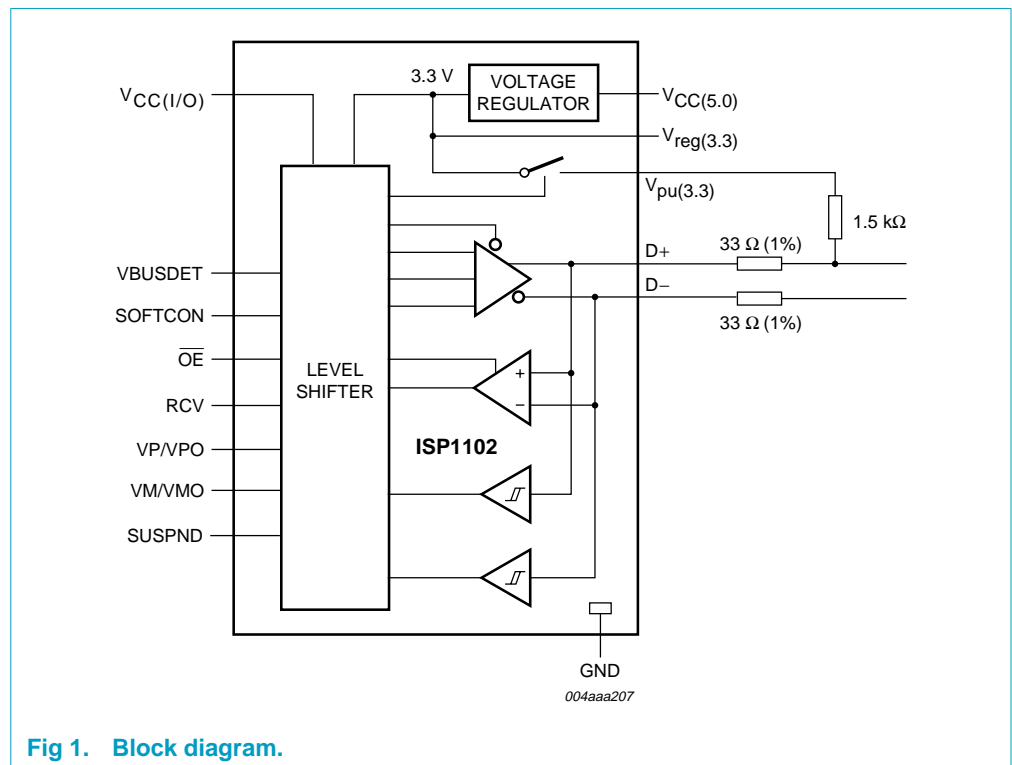 3.3 V
VOLTAGE
REGULATOR
VCC(I/O)
VCC(5.0)
Vreg(3.3)
Vpu(3.3)
1.5 kΩ
33 Ω (1%)
D+
D−
33 Ω (1%)
VBUSDET
SOFTCON
O̅E̅
RCV
VP/VPO
VM/VMO
SUSPND
LEVEL
SHIFTER
+
−
ISP1102
GND
004aaa207
Fig 1. Block diagram.